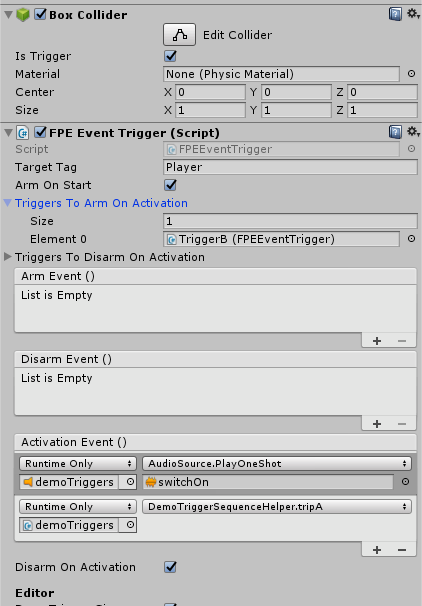 Box Collider
Edit Collider
Is Trigger
Material None (Physic Material)
Center X 0 Y 0 Z 0
Size X 1 Y 1 Z 1
FPE Event Trigger (Script)
Script FPEEventTrigger
Target Tag Player
Arm On Start
Triggers To Arm On Activation
Size 1
Element 0 TriggerB (FPEEventTrigger)
Triggers To Disarm On Activation
Arm Event ()
List is Empty
+ −
Disarm Event ()
List is Empty
+ −
Activation Event ()
Runtime Only AudioSource.PlayOneShot
demoTriggers switchOn
Runtime Only DemoTriggerSequenceHelper.tripA
demoTriggers
+ −
Disarm On Activation
Editor